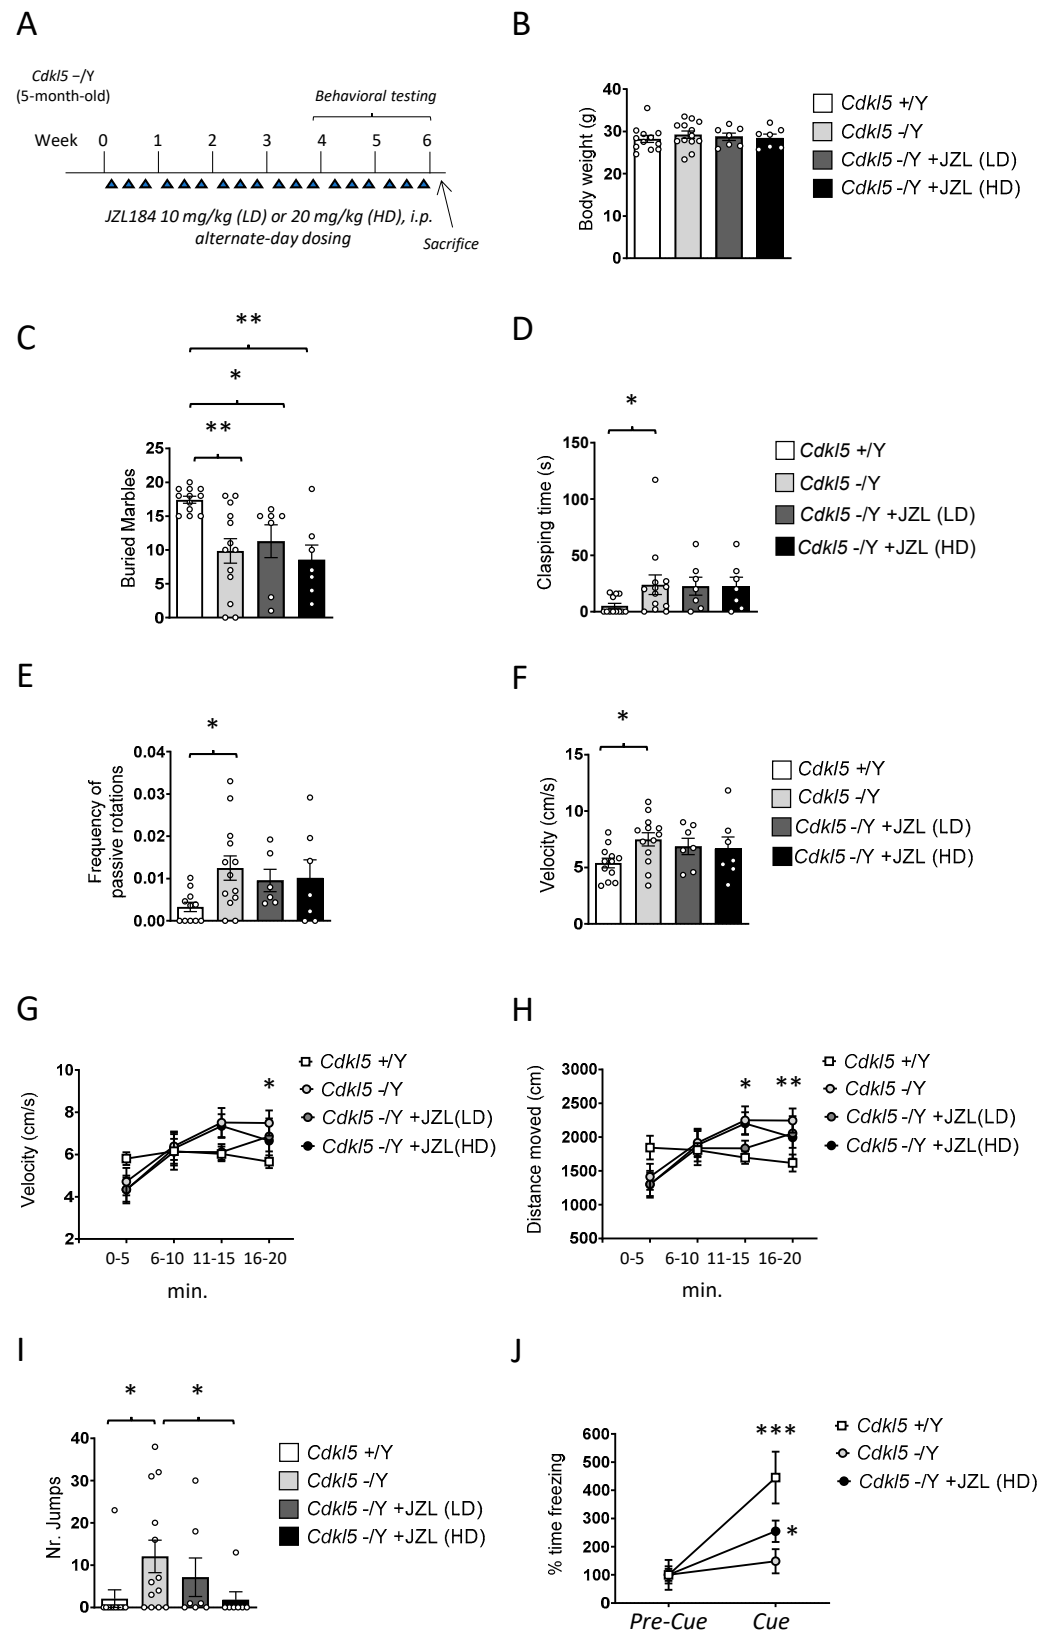 A
Cdkl5 –/Y
(5-month-old)
Behavioral testing
Week 0 1 2 3 4 5 6
JZL184 10 mg/kg (LD) or 20 mg/kg (HD), i.p.
alternate-day dosing
Sacrifice
B
Body weight (g)
40
30
20
10
0
Cdkl5 +/Y
Cdkl5 -/Y
Cdkl5 -/Y +JZL (LD)
Cdkl5 -/Y +JZL (HD)
C
**
*
**
Buried Marbles
25
20
15
10
5
0
D
*
Clasping time (s)
150
100
50
0
Cdkl5 +/Y
Cdkl5 -/Y
Cdkl5 -/Y +JZL (LD)
Cdkl5 -/Y +JZL (HD)
E
*
Frequency of
passive rotations
0.04
0.03
0.02
0.01
0.00
F
*
Velocity (cm/s)
15
10
5
0
Cdkl5 +/Y
Cdkl5 -/Y
Cdkl5 -/Y +JZL (LD)
Cdkl5 -/Y +JZL (HD)
G
Velocity (cm/s)
10
8
6
4
2
*
0-5 6-10 11-15 16-20
min.
Cdkl5 +/Y
Cdkl5 -/Y
Cdkl5 -/Y +JZL(LD)
Cdkl5 -/Y +JZL(HD)
H
Distance moved (cm)
3000
2500
2000
1500
1000
500
* **
0-5 6-10 11-15 16-20
min.
Cdkl5 +/Y
Cdkl5 -/Y
Cdkl5 -/Y +JZL(LD)
Cdkl5 -/Y +JZL(HD)
I
* *
Nr. Jumps
40
30
20
10
0
Cdkl5 +/Y
Cdkl5 -/Y
Cdkl5 -/Y +JZL (LD)
Cdkl5 -/Y +JZL (HD)
J
% time freezing
600
500
400
300
200
100
0
***
*
Pre-Cue Cue
Cdkl5 +/Y
Cdkl5 -/Y
Cdkl5 -/Y +JZL (HD)